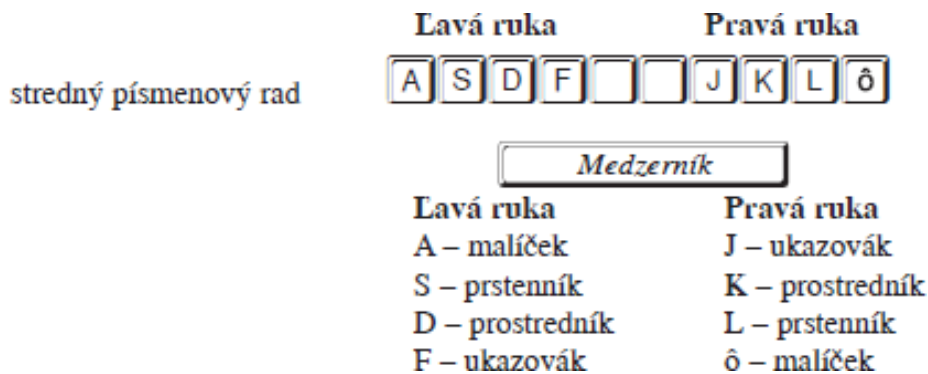 Ľavá ruka Pravá ruka
stredný písmenový rad A S D F J K L ô
Medzerník
Ľavá ruka Pravá ruka
A – malíček J – ukazovák
S – prstenník K – prostredník
D – prostredník L – prstenník
F – ukazovák ô – malíček